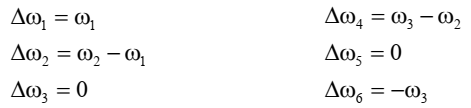 Δω₁ = ω₁
Δω₂ = ω₂ − ω₁
Δω₃ = 0
Δω₄ = ω₃ − ω₂
Δω₅ = 0
Δω₆ = −ω₃